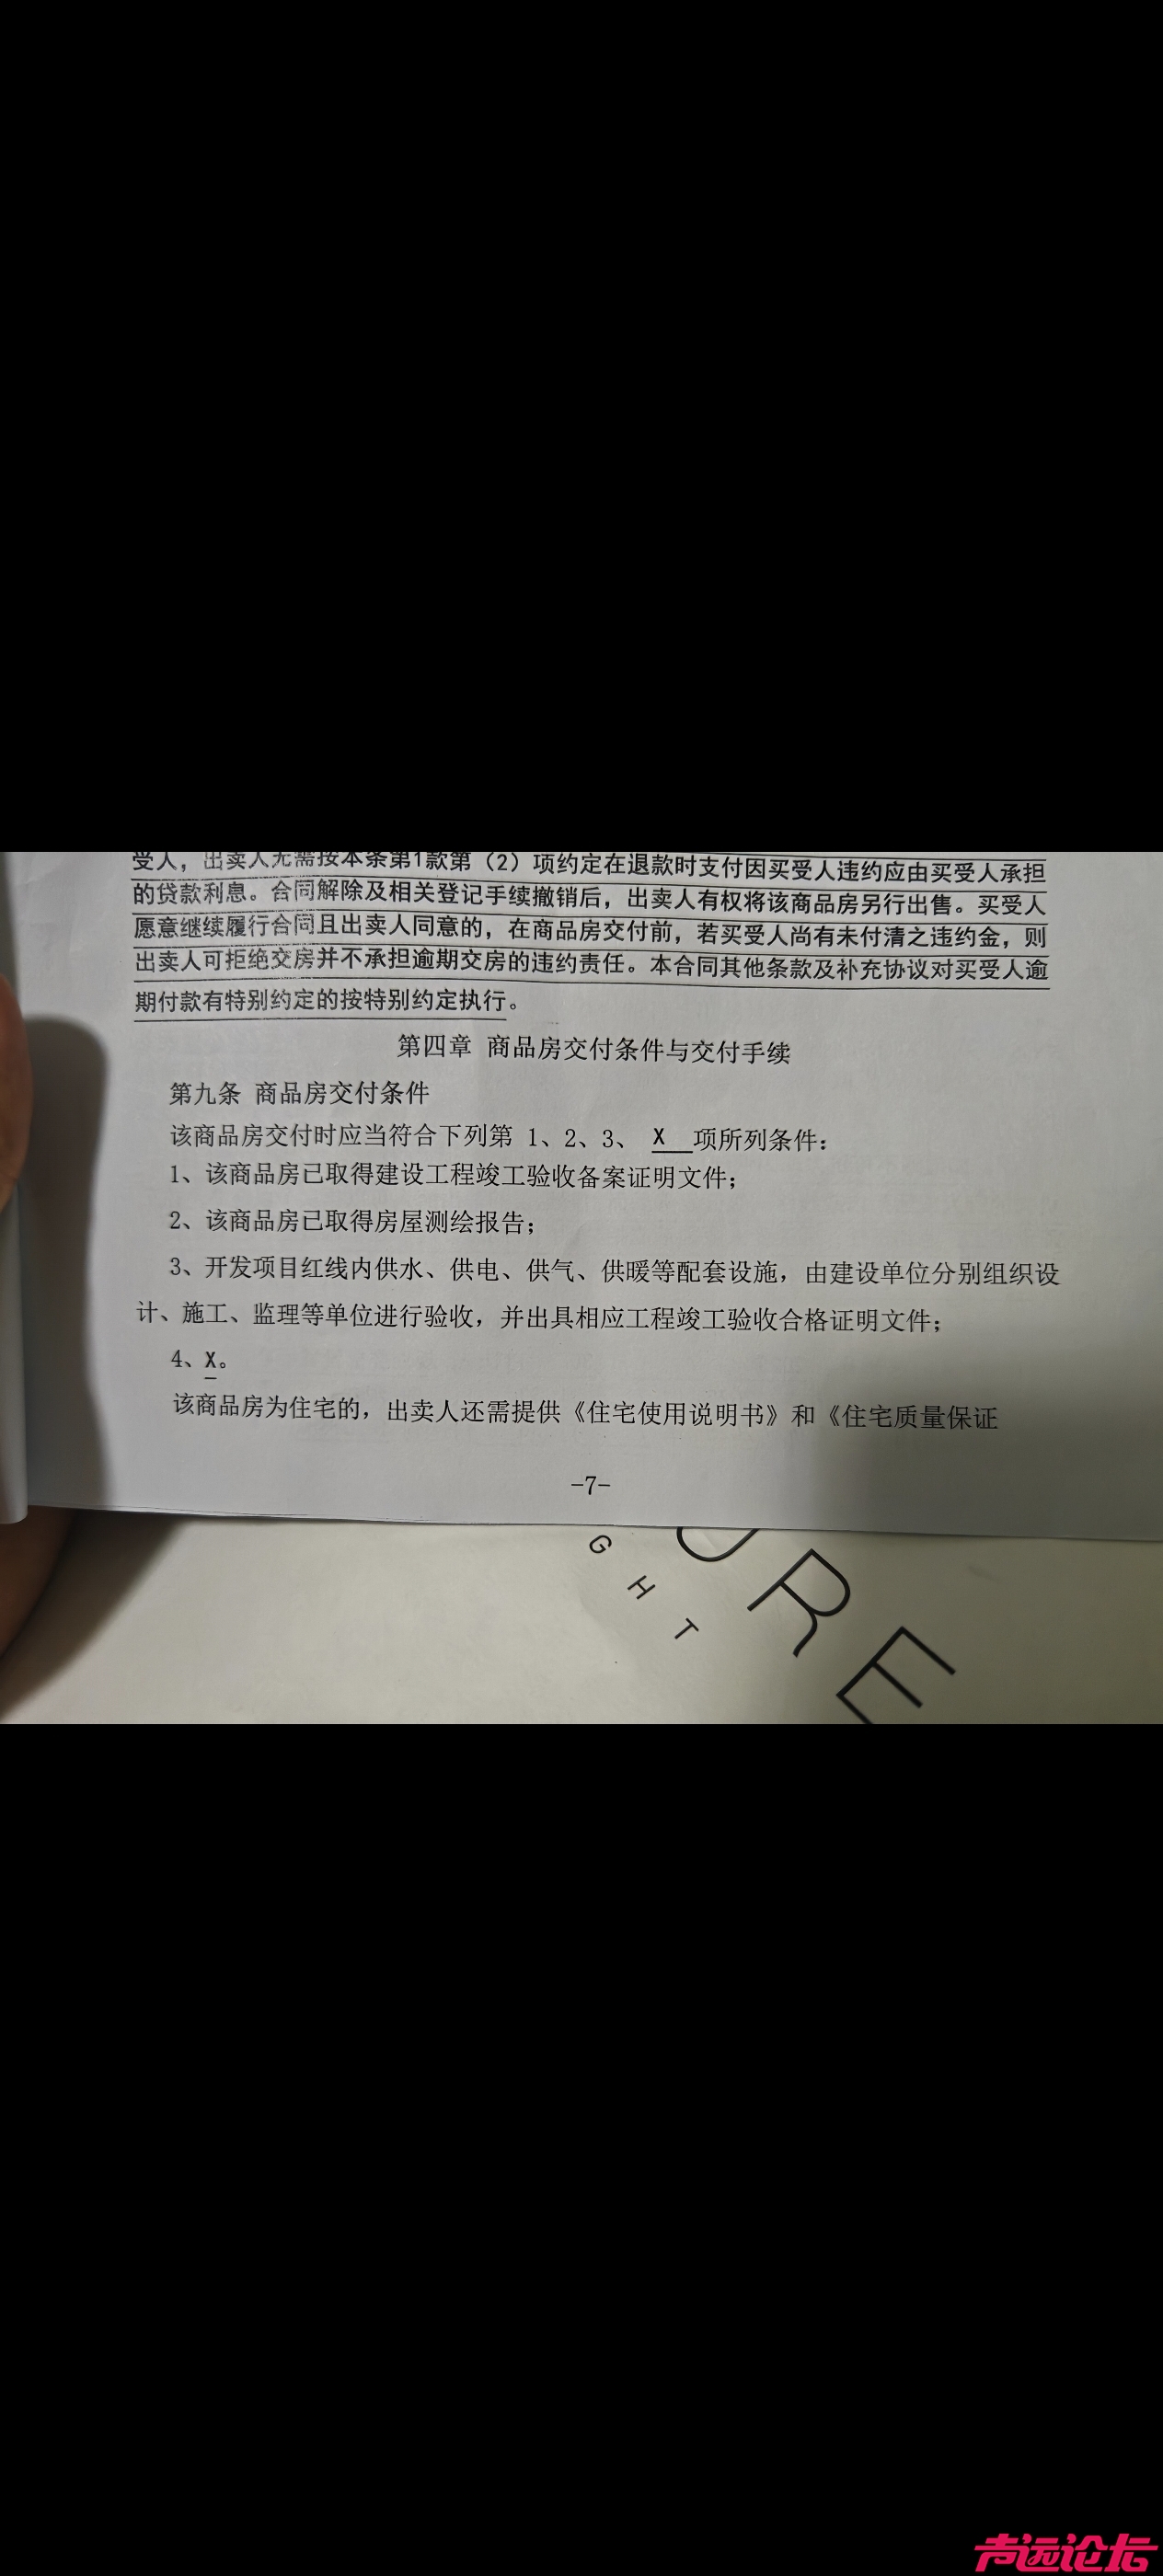 受人，出卖人无需按本条第1款第（2）项约定在退款时支付因买受人违约应由买受人承担
的贷款利息。合同解除及相关登记手续撤销后，出卖人有权将该商品房另行出售。买受人
愿意继续履行合同且出卖人同意的，在商品房交付前，若买受人尚有未付清之违约金，则
出卖人可拒绝交房并不承担逾期交房的违约责任。本合同其他条款及补充协议对买受人逾
期付款有特别约定的按特别约定执行。
第四章 商品房交付条件与交付手续
第九条 商品房交付条件
该商品房交付时应当符合下列第 1、2、3、 X 项所列条件：
1、该商品房已取得建设工程竣工验收备案证明文件；
2、该商品房已取得房屋测绘报告；
3、开发项目红线内供水、供电、供气、供暖等配套设施，由建设单位分别组织设
计、施工、监理等单位进行验收，并出具相应工程竣工验收合格证明文件；
4、X。
该商品房为住宅的，出卖人还需提供《住宅使用说明书》和《住宅质量保证
-7-
URE
GHT
声远论坛